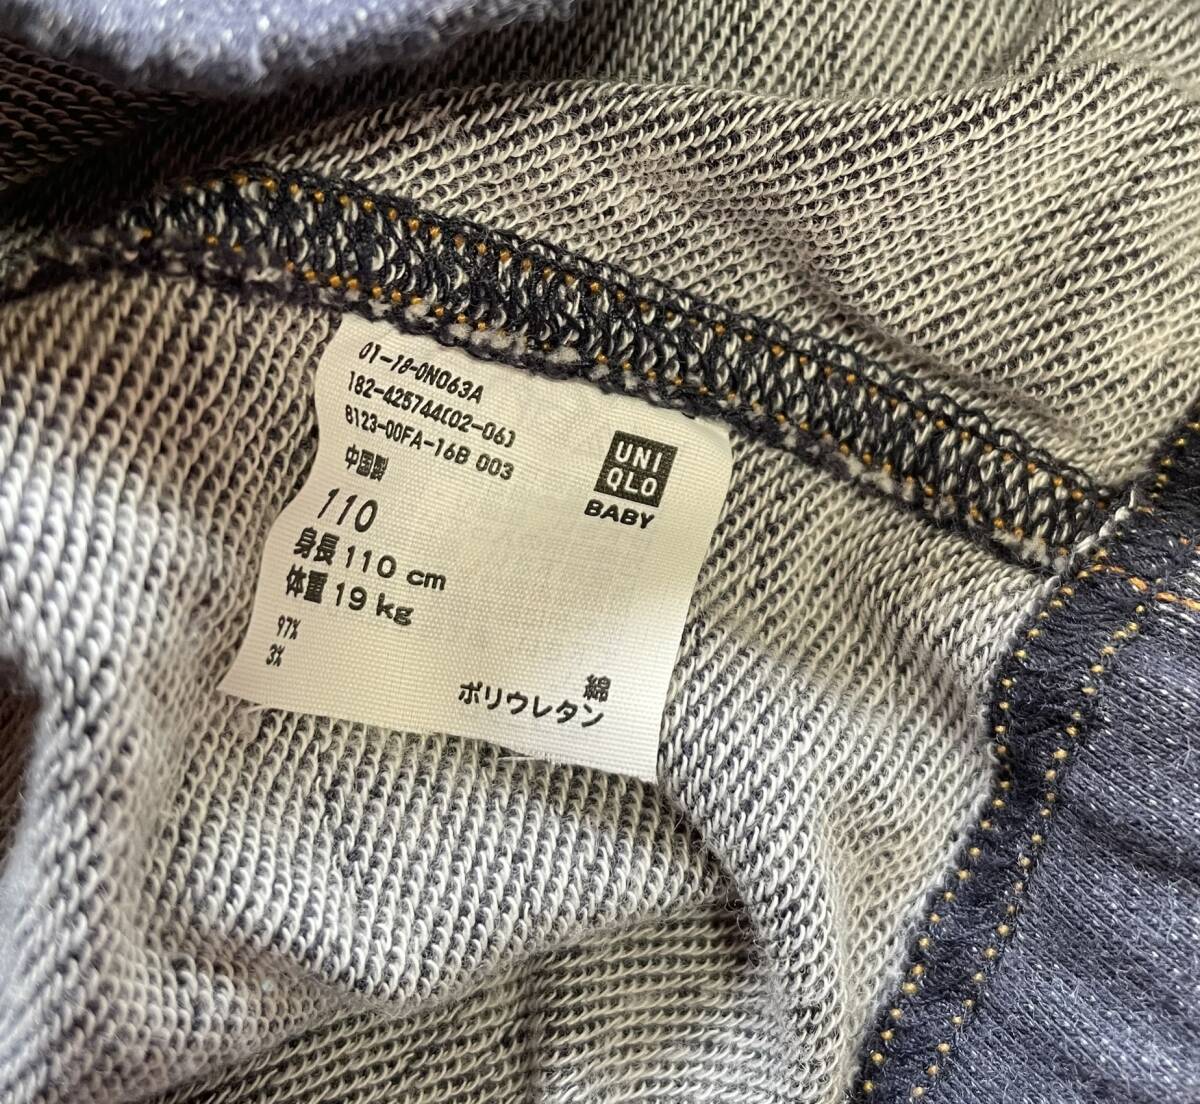 01-18-0N063A
182-425744(02-06)
8123-00FA-16B 003
中国製
UNI
QLO
BABY
110
身長 110 cm
体重 19 kg
97% 綿
3% ポリウレタン